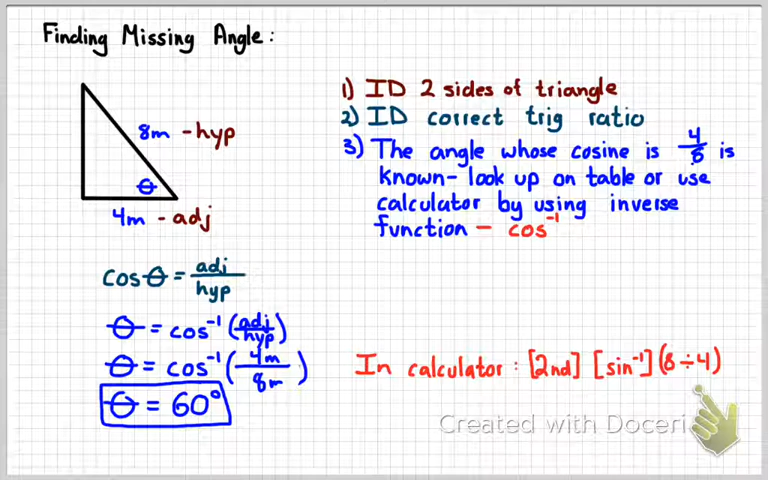 Finding Missing Angle:
1) ID 2 sides of triangle
2) ID correct trig ratio
3) The angle whose cosine is 4/8 is
known - look up on table or use
calculator by using inverse
function - cos⁻¹
8m - hyp
θ
4m - adj
cos θ = adj/hyp
θ = cos⁻¹(adj/hyp)
θ = cos⁻¹(4m/8m)
θ = 60°
In calculator: [2nd] [sin⁻¹] (8 ÷ 4)
Created with Doceri